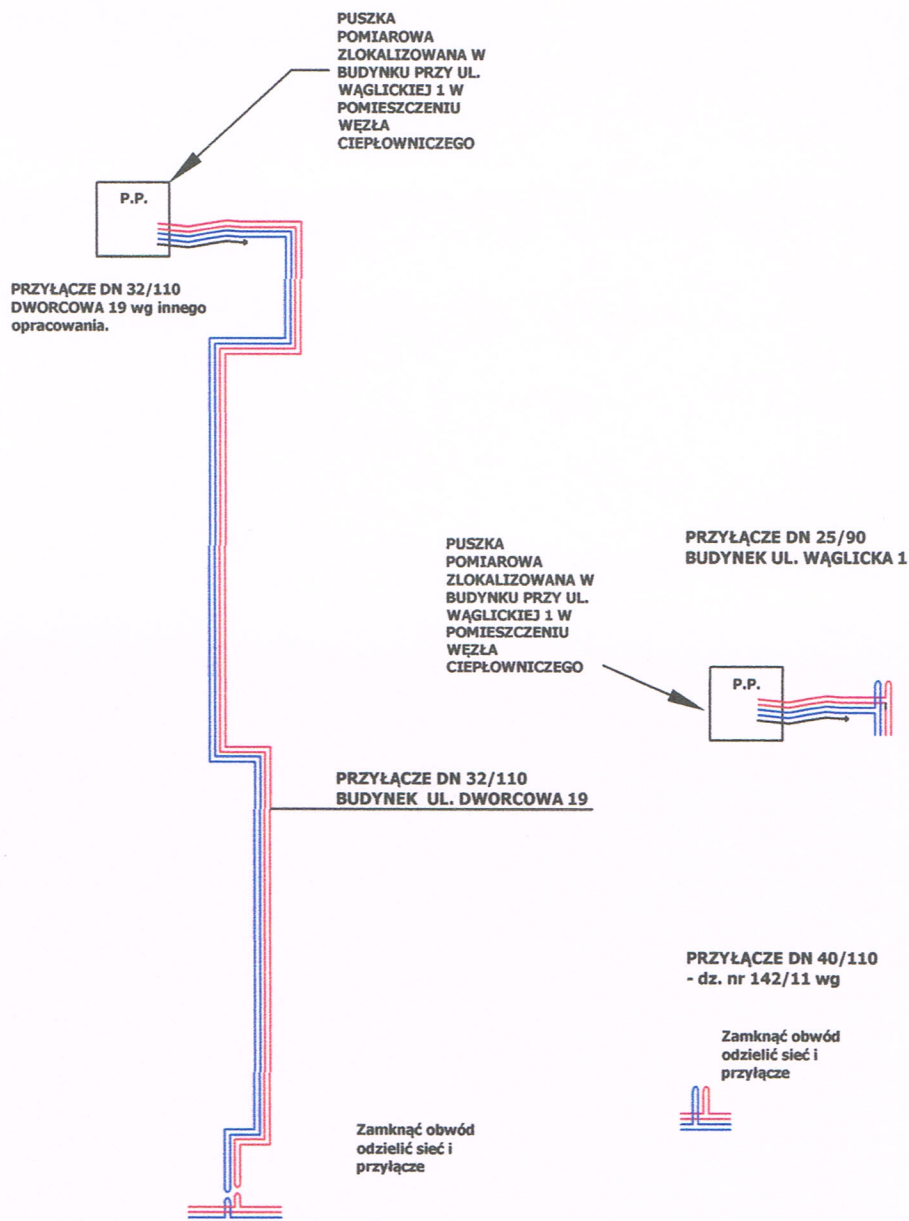 PUSZKA
POMIAROWA
ZLOKALIZOWANA W
BUDYNKU PRZY UL.
WĄGLICKIEJ 1 W
POMIESZCZENIU
WĘZŁA
CIEPŁOWNICZEGO
P.P.
PRZYŁĄCZE DN 32/110
DWORCOWA 19 wg innego
opracowania.
PUSZKA
POMIAROWA
ZLOKALIZOWANA W
BUDYNKU PRZY UL.
WĄGLICKIEJ 1 W
POMIESZCZENIU
WĘZŁA
CIEPŁOWNICZEGO
PRZYŁĄCZE DN 25/90
BUDYNEK UL. WĄGLICKA 1
P.P.
PRZYŁĄCZE DN 32/110
BUDYNEK UL. DWORCOWA 19
PRZYŁĄCZE DN 40/110
- dz. nr 142/11 wg
Zamknąć obwód
odzielić sieć i
przyłącze
Zamknąć obwód
odzielić sieć i
przyłącze